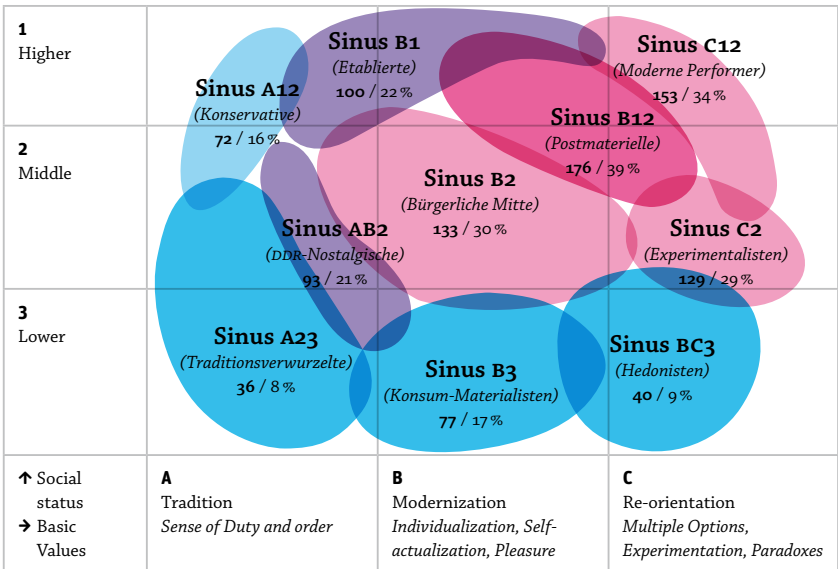 1
Higher
Sinus B1
(Etablierte)
100 / 22 %
Sinus C12
(Moderne Performer)
153 / 34 %
Sinus A12
(Konservative)
72 / 16 %
Sinus B12
(Postmaterielle)
176 / 39 %
2
Middle
Sinus B2
(Bürgerliche Mitte)
133 / 30 %
Sinus AB2
(DDR-Nostalgische)
93 / 21 %
Sinus C2
(Experimentalisten)
129 / 29 %
3
Lower
Sinus A23
(Traditionsverwurzelte)
36 / 8 %
Sinus B3
(Konsum-Materialisten)
77 / 17 %
Sinus BC3
(Hedonisten)
40 / 9 %
↑ Social
status
→ Basic
Values
A
Tradition
Sense of Duty and order
B
Modernization
Individualization, Self-
actualization, Pleasure
C
Re-orientation
Multiple Options,
Experimentation, Paradoxes